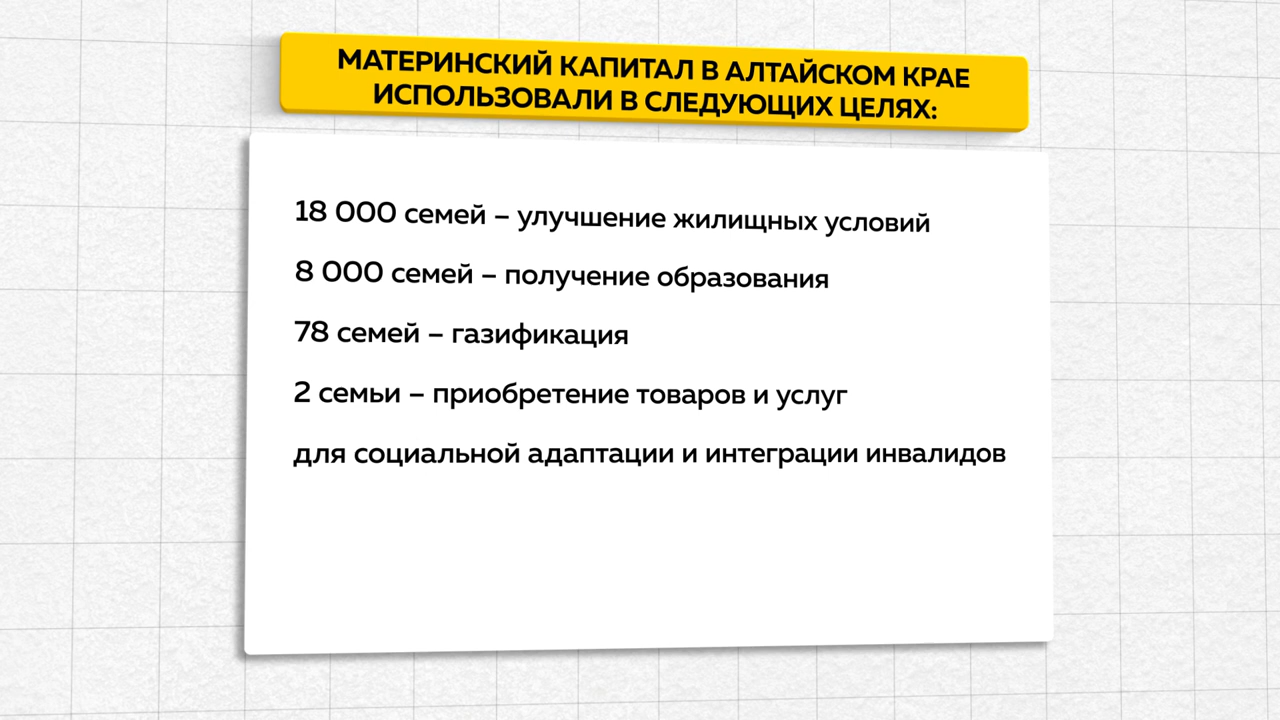 МАТЕРИНСКИЙ КАПИТАЛ В АЛТАЙСКОМ КРАЕ
ИСПОЛЬЗОВАЛИ В СЛЕДУЮЩИХ ЦЕЛЯХ:
18 000 семей – улучшение жилищных условий
8 000 семей – получение образования
78 семей – газификация
2 семьи – приобретение товаров и услуг
для социальной адаптации и интеграции инвалидов